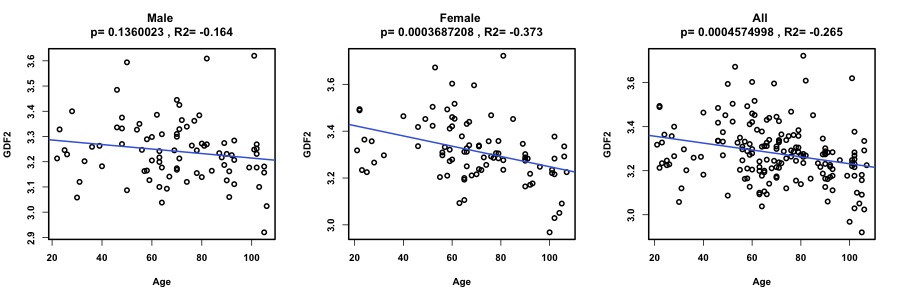 Male
p= 0.1360023 , R2= -0.164
GDF2
3.6
3.5
3.4
3.3
3.2
3.1
3.0
2.9
20 40 60 80 100
Age
Female
p= 0.0003687208 , R2= -0.373
GDF2
3.6
3.4
3.2
3.0
20 40 60 80 100
Age
All
p= 0.0004574998 , R2= -0.265
GDF2
3.6
3.4
3.2
3.0
20 40 60 80 100
Age